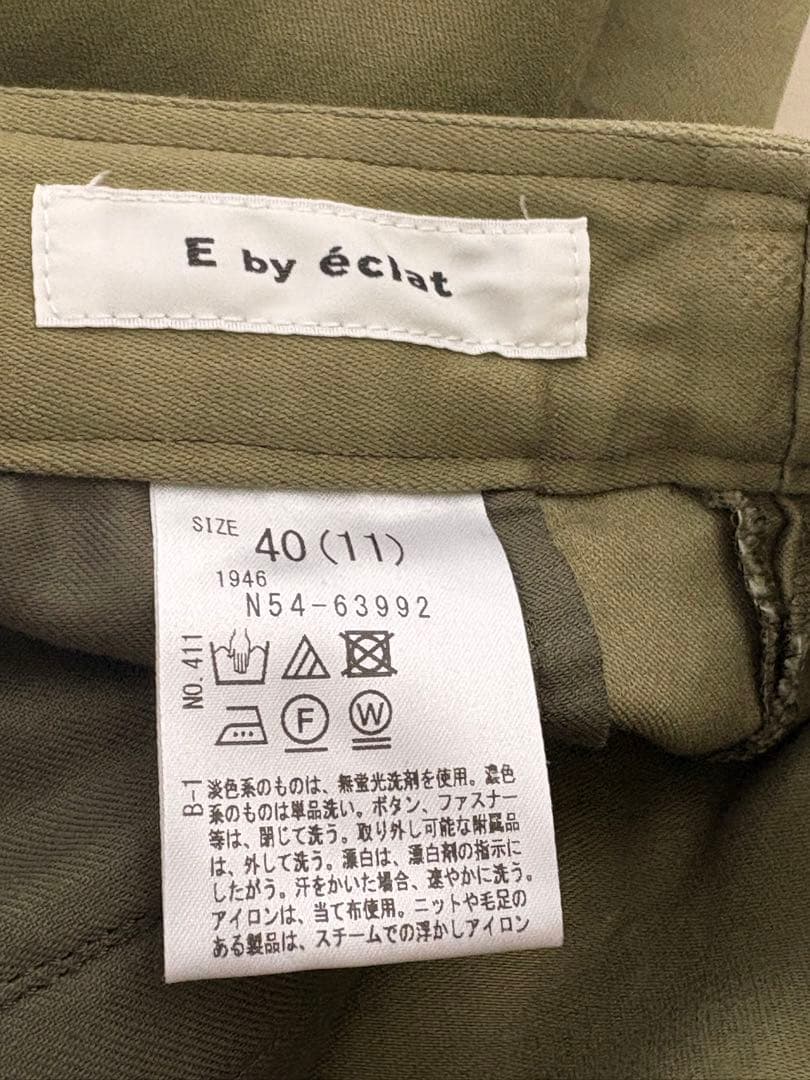 E by éclat
SIZE 40(11)
1946
N54-63992
NO.411
F W
B-1
淡色系のものは、無蛍光洗剤を使用。濃色
系のものは単品洗い。ボタン、ファスナー
等は、閉じて洗う。取り外し可能な附属品
は、外して洗う。漂白は、漂白剤の指示に
したがう。汗をかいた場合、速やかに洗う。
アイロンは、当て布使用。ニットや毛足の
ある製品は、スチームでの浮かしアイロン